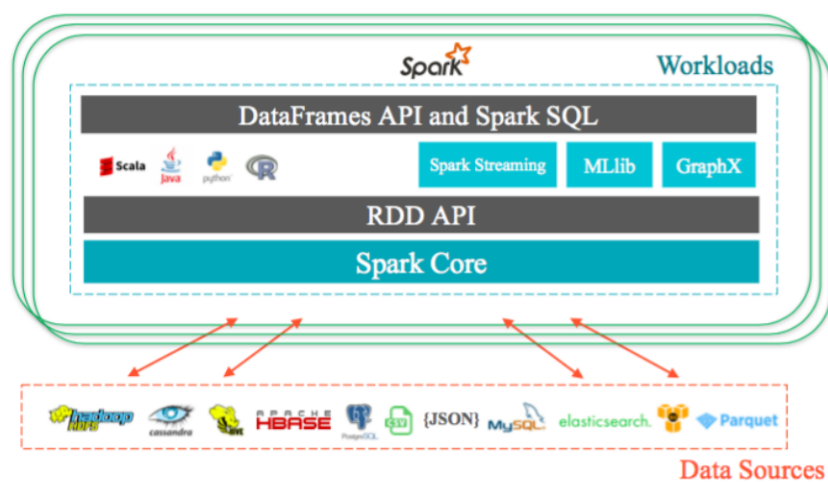 Spark
Workloads
DataFrames API and Spark SQL
Scala
Java
python
R
Spark Streaming
MLlib
GraphX
RDD API
Spark Core
hadoop
HDFS
cassandra
HIVE
APACHE
HBASE
PostgreSQL
CSV
{JSON}
MySQL
elasticsearch.
Parquet
Data Sources